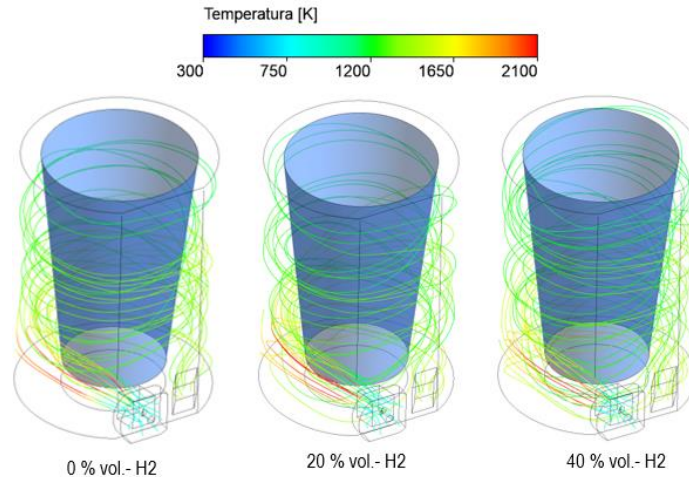 Temperatura [K]
300 750 1200 1650 2100
0 % vol.- H2 20 % vol.- H2 40 % vol.- H2